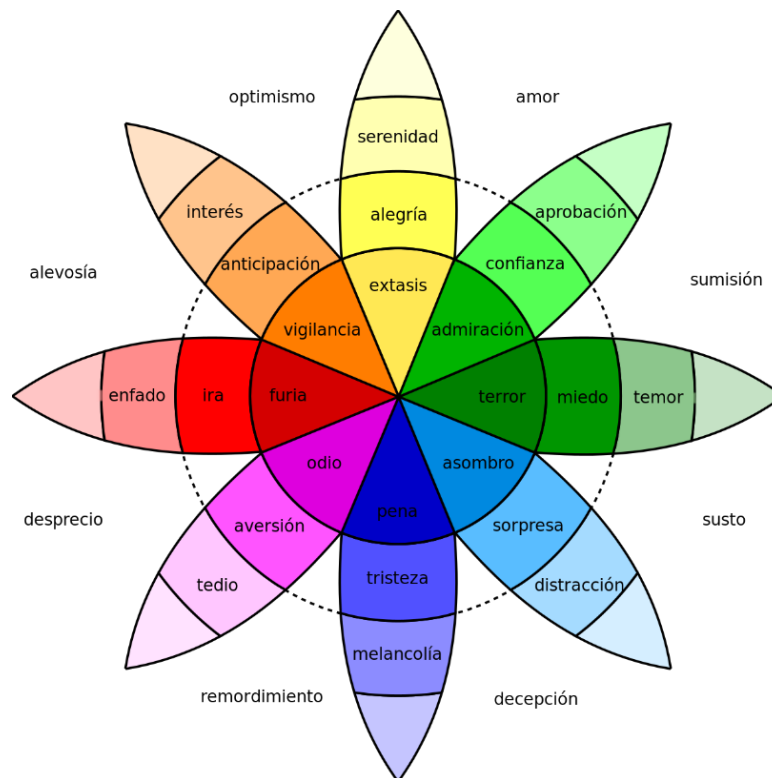 optimismo
amor
serenidad
interés
alegría
aprobación
anticipación
confianza
alevosía
extasis
sumisión
vigilancia
admiración
enfado
ira
furia
terror
miedo
temor
odio
asombro
desprecio
aversión
pena
sorpresa
susto
tedio
tristeza
distracción
melancolía
remordimiento
decepción